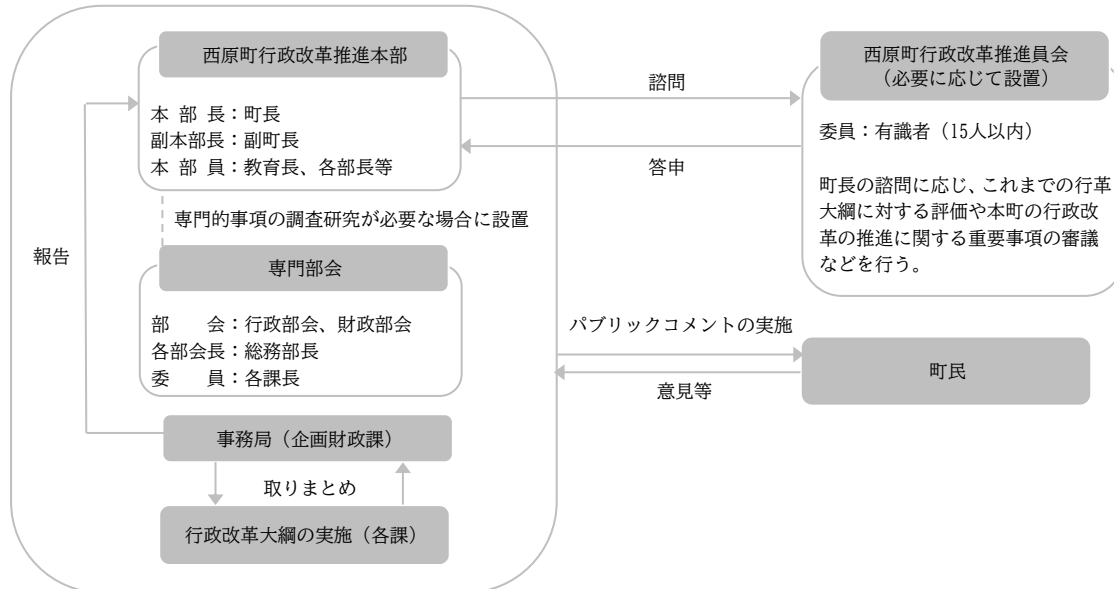 西原町行政改革推進本部
本 部 長：町長
副本部長：副町長
本 部 員：教育長、各部長等
専門的事項の調査研究が必要な場合に設置
報告
専門部会
部　　会：行政部会、財政部会
各部会長：総務部長
委　　員：各課長
事務局（企画財政課）
取りまとめ
行政改革大綱の実施（各課）
諮問
答申
西原町行政改革推進員会
（必要に応じて設置）
委員：有識者（15人以内）
町長の諮問に応じ、これまでの行革
大綱に対する評価や本町の行政改
革の推進に関する重要事項の審議
などを行う。
パブリックコメントの実施
意見等
町民